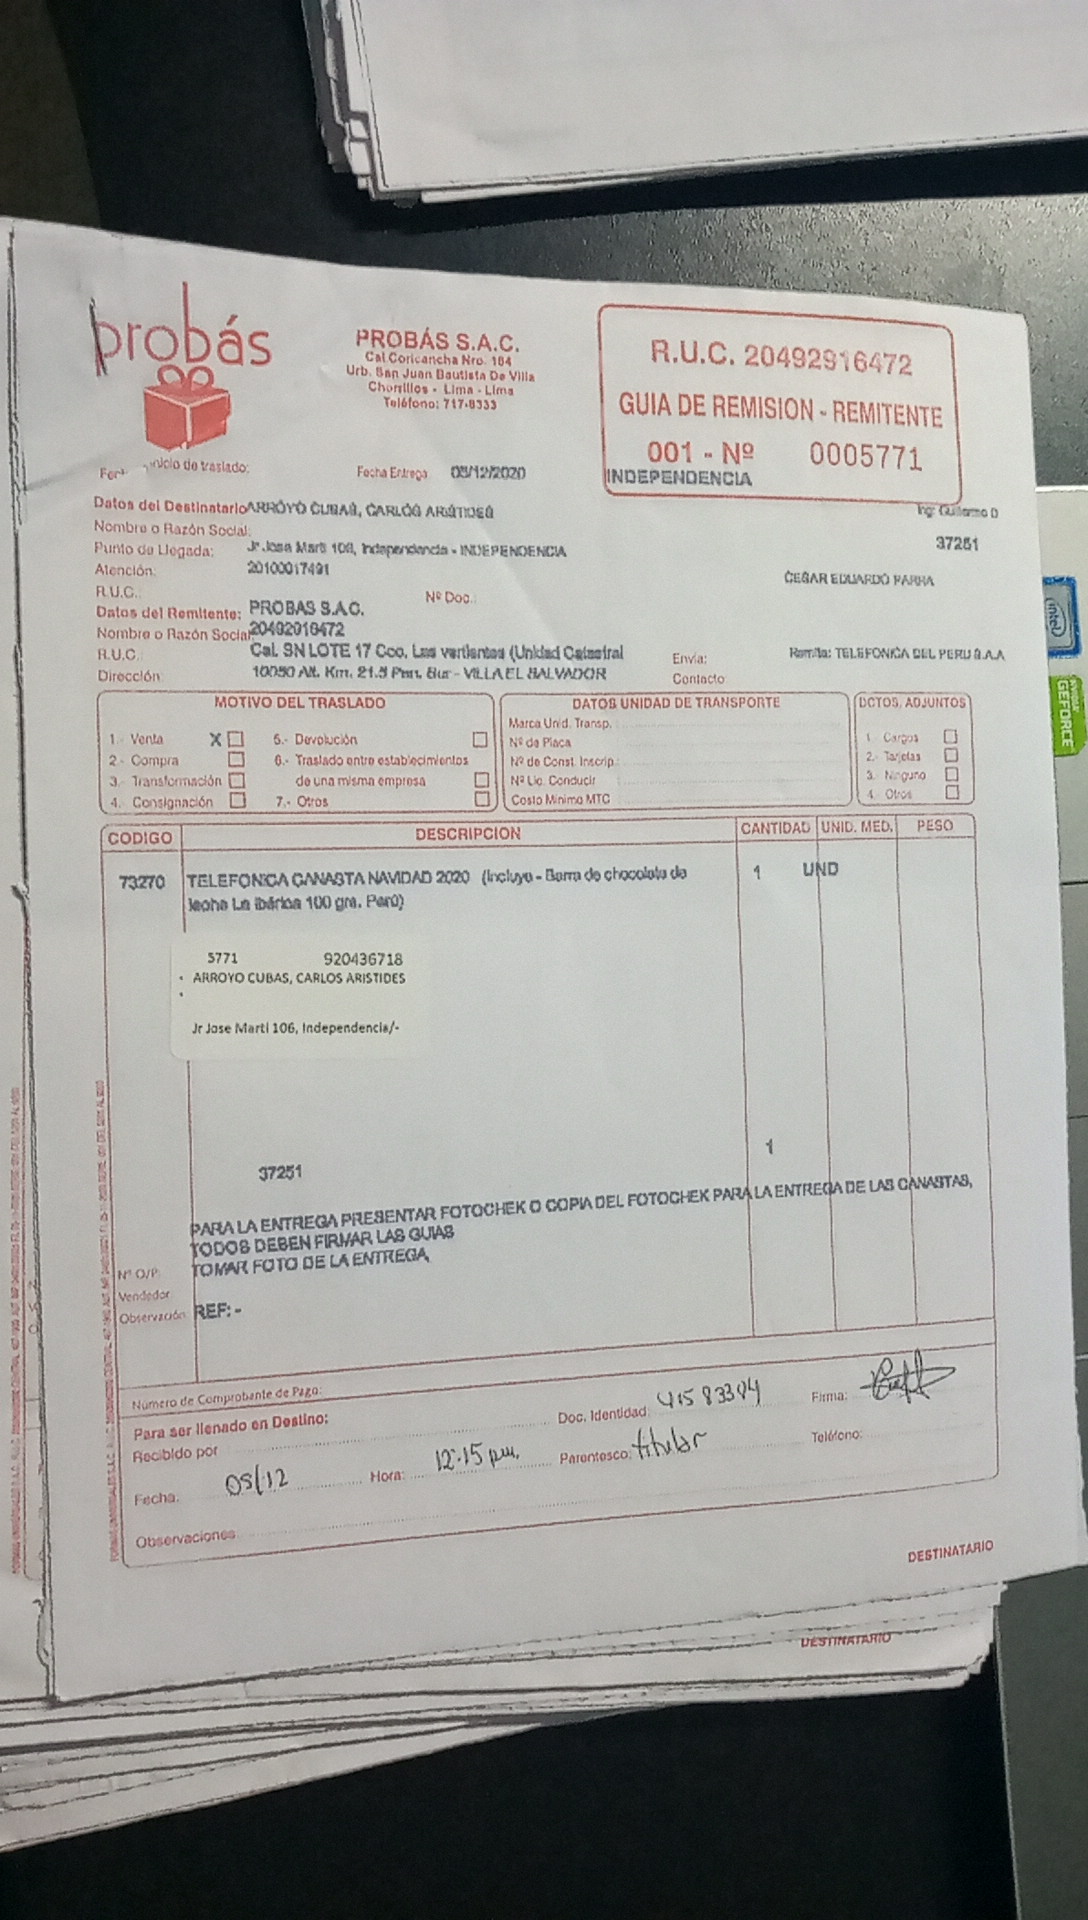 probás
PROBÁS S.A.C.
Cal. Coricancha Nro. 184
Urb. San Juan Bautista De Villa
Chorrillos - Lima - Lima
Teléfono: 717-8333
R.U.C. 20492916472
GUIA DE REMISION - REMITENTE
001 - Nº 0005771
INDEPENDENCIA
inicio de traslado:
Fecha Entrega 05/12/2020
Datos del Destinatario ARROYO CUBAS, CARLOS ARISTIDES
Ing: Guillermo D
Nombre o Razón Social:
Punto de Llegada: Jr Jose Marti 106, Independencia - INDEPENDENCIA
37251
Atención: 20100017491
CESAR EDUARDO PARRA
R.U.C.: Nº Doc.:
Datos del Remitente: PROBAS S.A.C.
Nombre o Razón Social: 20492916472
R.U.C.: Cal. SN LOTE 17 Coo. Las vertientes (Unidad Catastral
Envia: Remite: TELEFONICA DEL PERU S.A.A
Dirección: 10050 Alt. Km. 21.5 Pan. Sur - VILLA EL SALVADOR
Contacto
MOTIVO DEL TRASLADO
1.- Venta X 5.- Devolución
2.- Compra 6.- Traslado entre establecimientos
3.- Transformación de una misma empresa
4.- Consignación 7.- Otros
DATOS UNIDAD DE TRANSPORTE
Marca Unid. Transp.
Nº de Placa
Nº de Const. Inscrip.:
Nº Lic. Conducir
Costo Minimo MTC
DCTOS. ADJUNTOS
1. Cargos
2. Tarjetas
3. Ninguno
4. Otros
CODIGO DESCRIPCION CANTIDAD UNID. MED. PESO
73270 TELEFONICA CANASTA NAVIDAD 2020 (Incluye - Barra de chocolate de 1 UND
leche La Ibérica 100 grs. Perú)
5771 920436718
ARROYO CUBAS, CARLOS ARISTIDES
Jr Jose Marti 106, Independencia/-
1
37251
PARA LA ENTREGA PRESENTAR FOTOCHEK O COPIA DEL FOTOCHEK PARA LA ENTREGA DE LAS CANASTAS,
TODOS DEBEN FIRMAR LAS GUIAS
Nº O/P: TOMAR FOTO DE LA ENTREGA
Vendedor
Observación REF: -
Número de Comprobante de Pago:
Para ser llenado en Destino:
Recibido por Doc. Identidad: 41583304 Firma:
Fecha: 05/12 Hora: 12:15 pm. Parentesco: titular Teléfono:
Observaciones
DESTINATARIO
DESTINATARIO
intel
NVIDIA
GEFORCE